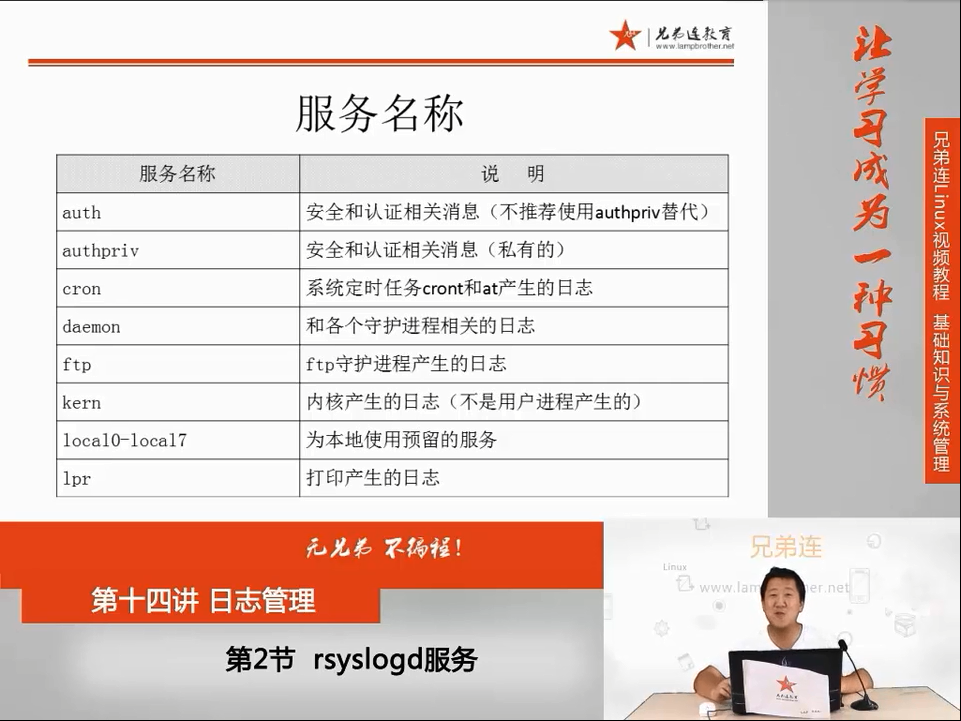 兄弟连教育
www.lampbrother.net
服务名称
服务名称 说 明
auth 安全和认证相关消息（不推荐使用authpriv替代）
authpriv 安全和认证相关消息（私有的）
cron 系统定时任务cront和at产生的日志
daemon 和各个守护进程相关的日志
ftp ftp守护进程产生的日志
kern 内核产生的日志（不是用户进程产生的）
local0-local7 为本地使用预留的服务
lpr 打印产生的日志
让学习成为一种习惯
兄弟连Linux视频教程 基础知识与系统管理
无兄弟 不编程！
第十四讲 日志管理
第2节 rsyslogd服务
兄弟连
Linux
兄弟连教育